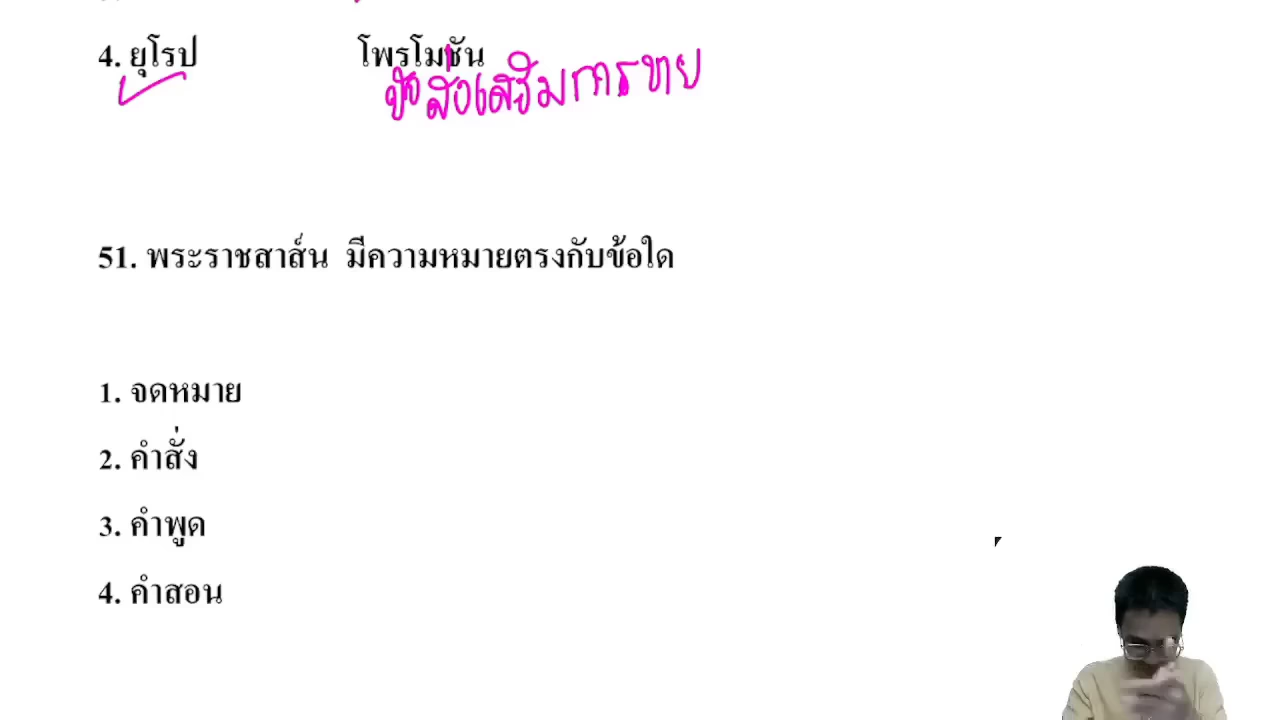 4. ยุโรป โพรโมชัน
ส่งเสริมการขาย
51. พระราชสาส์น มีความหมายตรงกับข้อใด
1. จดหมาย
2. คำสั่ง
3. คำพูด
4. คำสอน